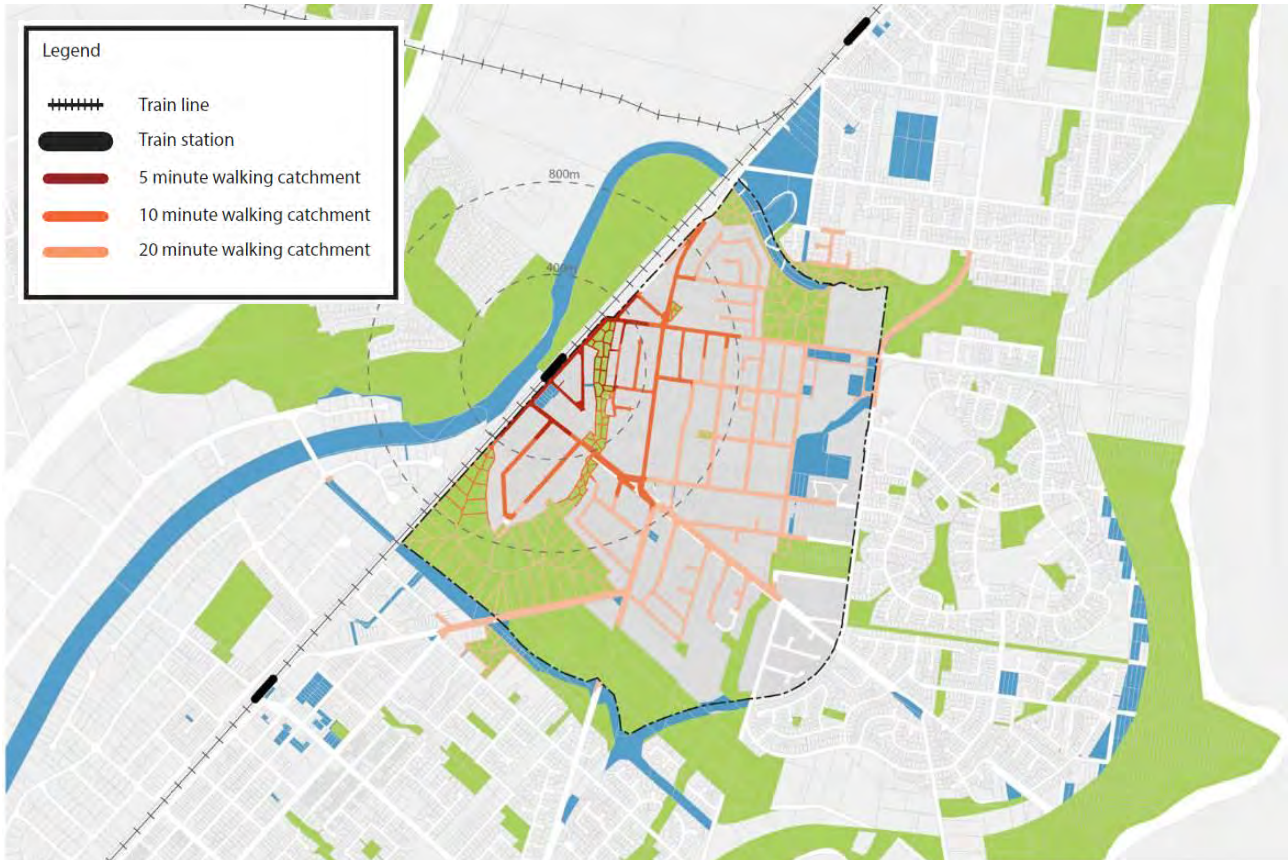 Legend
Train line
Train station
5 minute walking catchment
10 minute walking catchment
20 minute walking catchment
800m
400m